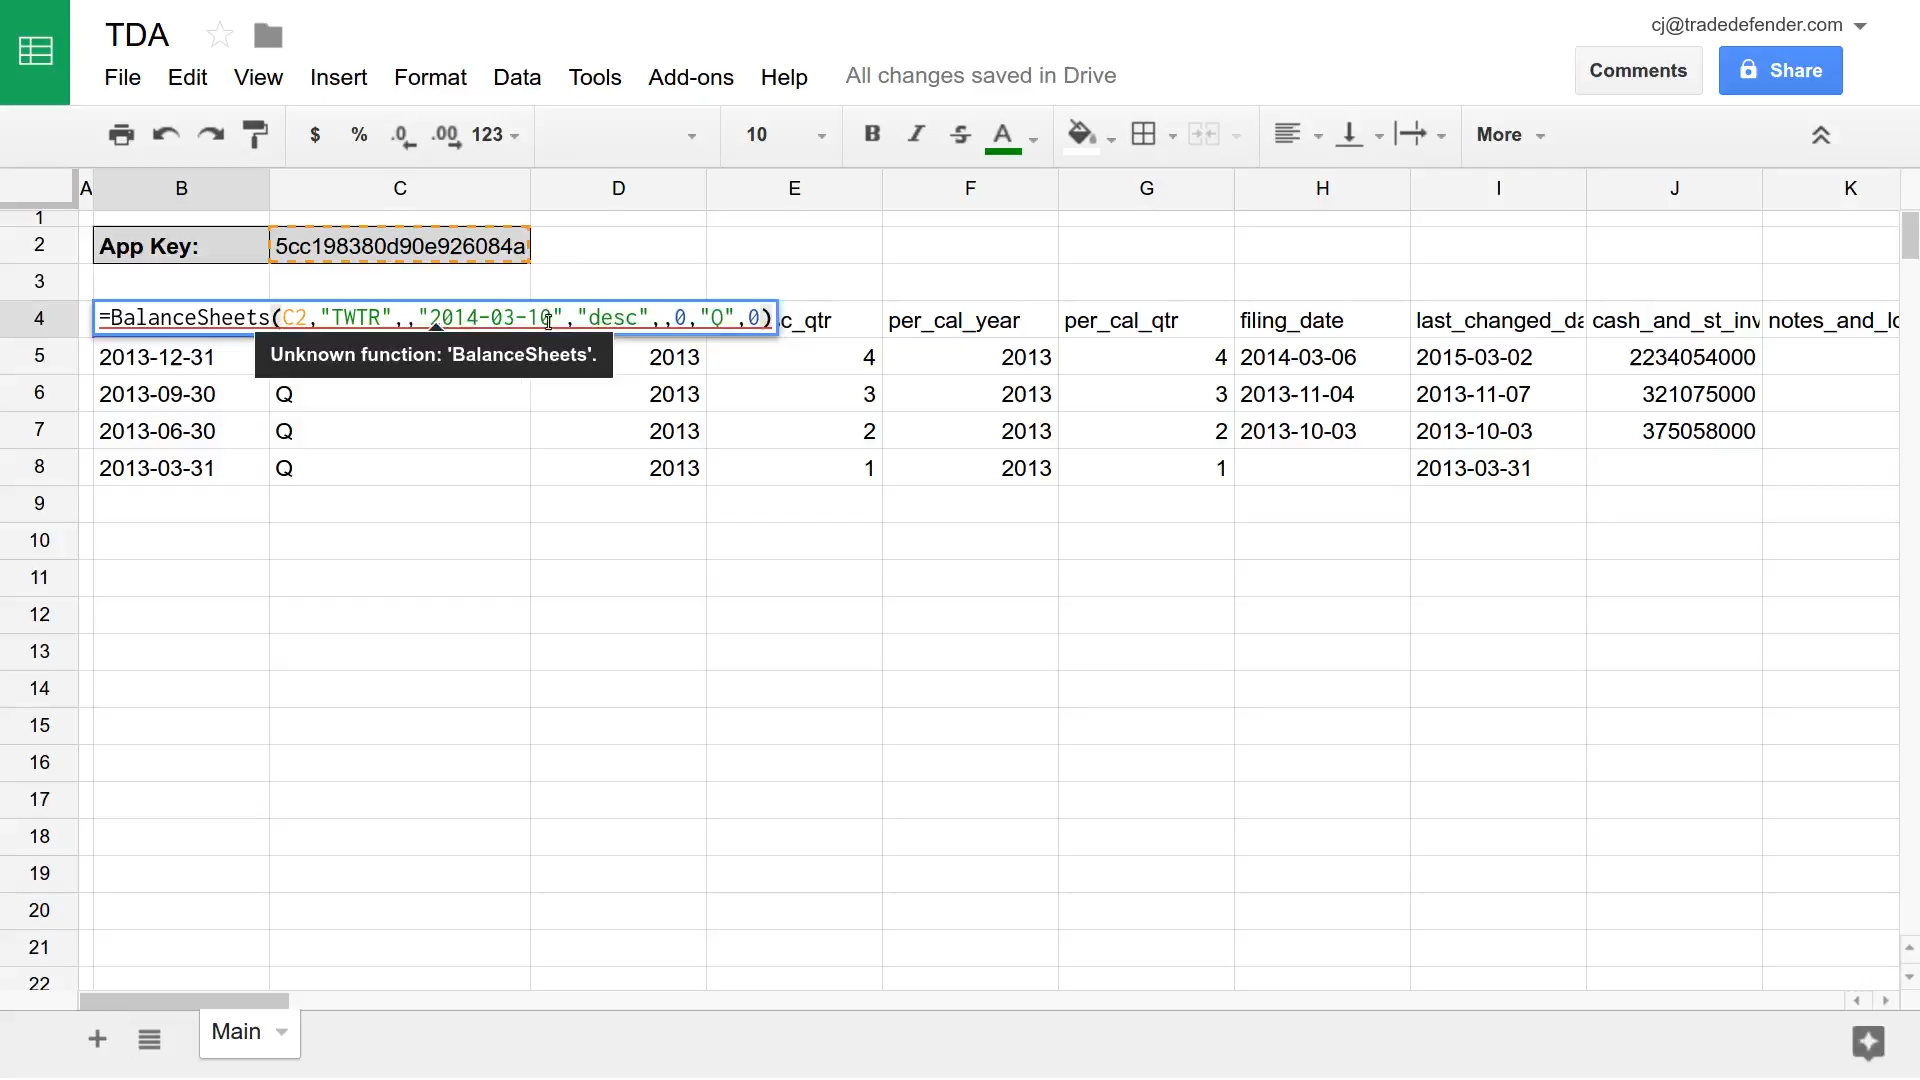 TDA
cj@tradedefender.com
File Edit View Insert Format Data Tools Add-ons Help All changes saved in Drive
Comments Share
$ % .0 .00 123 10 B I S A More
A B C D E F G H I J K
1
2 App Key: 5cc198380d90e926084a
3
4 =BalanceSheets(C2,"TWTR",,"2014-03-10","desc",,0,"Q",0) c_qtr per_cal_year per_cal_qtr filing_date last_changed_da cash_and_st_inv notes_and_lo
Unknown function: 'BalanceSheets'.
5 2013-12-31 2013 4 2013 4 2014-03-06 2015-03-02 2234054000
6 2013-09-30 Q 2013 3 2013 3 2013-11-04 2013-11-07 321075000
7 2013-06-30 Q 2013 2 2013 2 2013-10-03 2013-10-03 375058000
8 2013-03-31 Q 2013 1 2013 1 2013-03-31
9
10
11
12
13
14
15
16
17
18
19
20
21
22
+ Main